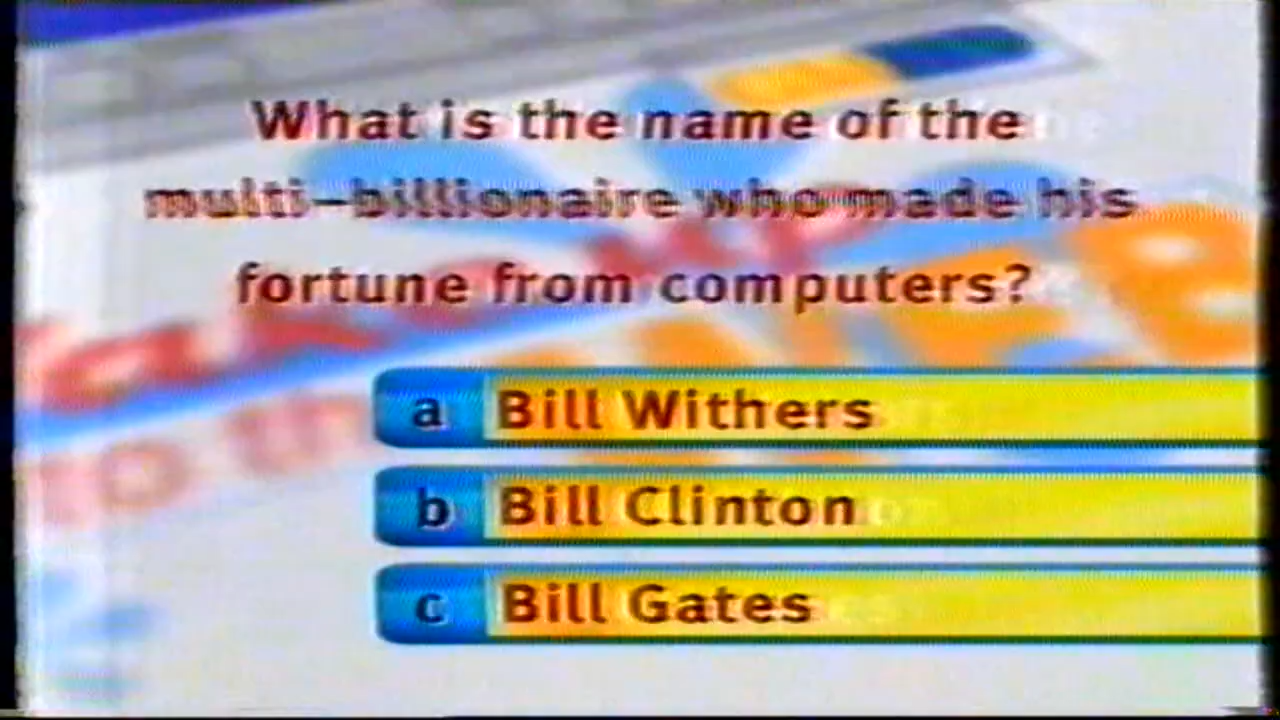 What is the name of the
multi-billionaire who made his
fortune from computers?
a Bill Withers
b Bill Clinton
c Bill Gates